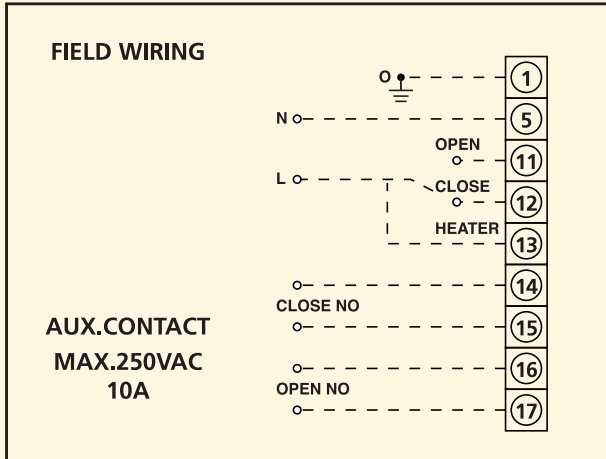 FIELD WIRING
O 1
N 5
OPEN 11
L
CLOSE 12
HEATER 13
14
CLOSE NO
15
AUX.CONTACT
MAX.250VAC
10A
16
OPEN NO
17